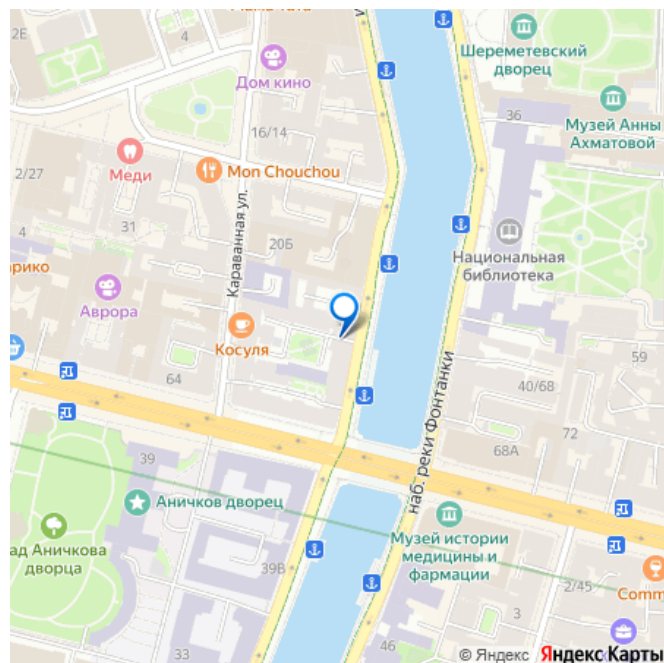 2Е
4
Дом кино
Шереметевский
дворец
16/14
36
Музей Анны
Ахматовой
Меди
Mon Chouchou
2/27
31
4
Караванная ул.
20Б
Национальная
библиотека
арико
Аврора
Косуля
64
59
40/68
72
68А
наб. реки Фонтанки
39
Аничков дворец
Музей истории
медицины и
фармации
ад Аничкова
дворца
39В
2/45
Comm
3
33
46
© Яндекс Яндекс Карты